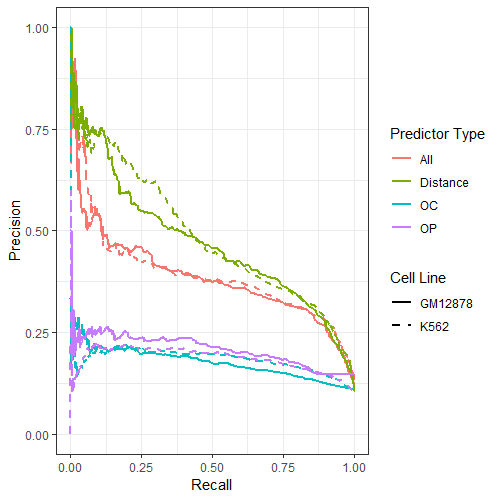 1.00
0.75
0.50
0.25
0.00
Precision
0.00 0.25 0.50 0.75 1.00
Recall
Predictor Type
All
Distance
OC
OP
Cell Line
GM12878
K562